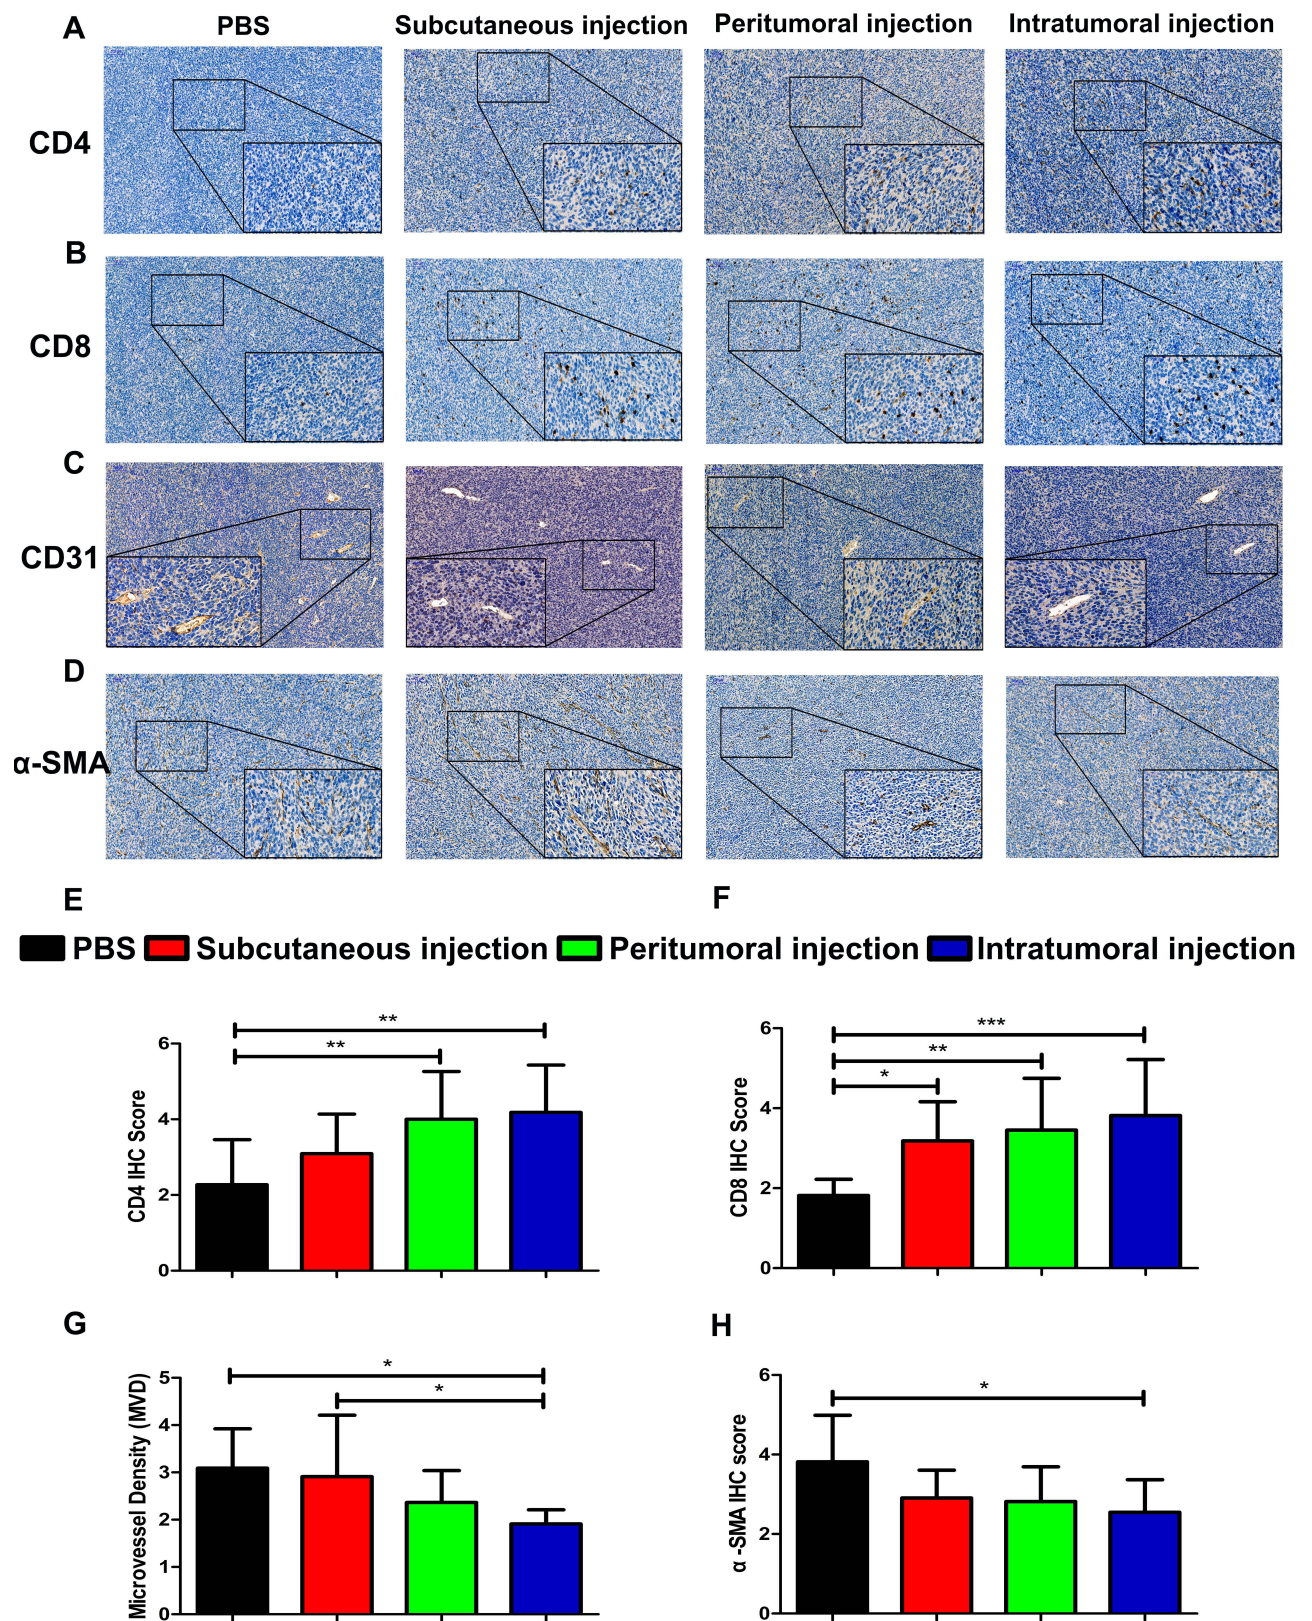 A
PBS
Subcutaneous injection
Peritumoral injection
Intratumoral injection
CD4
B
CD8
C
CD31
D
α-SMA
E
F
PBS
Subcutaneous injection
Peritumoral injection
Intratumoral injection
**
**
6
4
2
0
CD4 IHC Score
***
**
*
6
4
2
0
CD8 IHC Score
G
H
*
*
5
4
3
2
1
0
Microvessel Density (MVD)
*
6
4
2
0
α -SMA IHC score